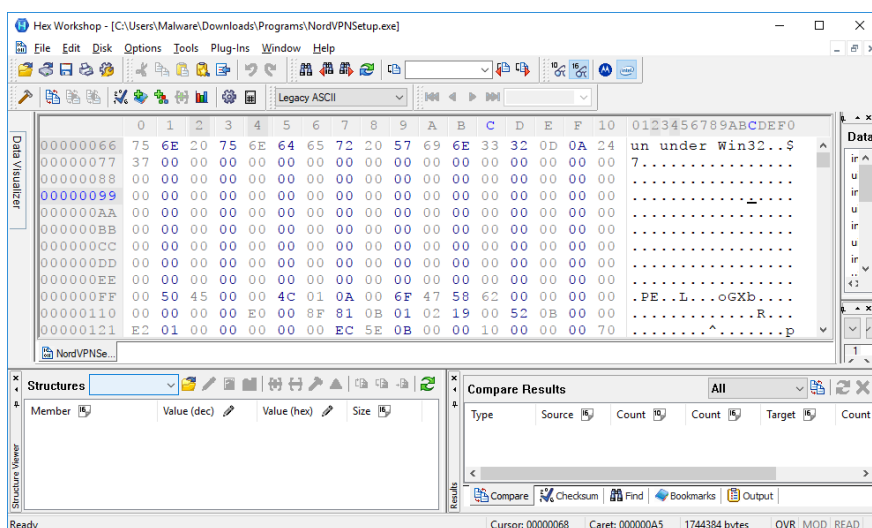 Hex Workshop - [C:\Users\Malware\Downloads\Programs\NordVPNSetup.exe]
File Edit Disk Options Tools Plug-Ins Window Help
Legacy ASCII
Data Visualizer
0 1 2 3 4 5 6 7 8 9 A B C D E F 10 0123456789ABCDEF0
00000066 75 6E 20 75 6E 64 65 72 20 57 69 6E 33 32 0D 0A 24 un under Win32..$
00000077 37 00 00 00 00 00 00 00 00 00 00 00 00 00 00 00 00 7................
00000088 00 00 00 00 00 00 00 00 00 00 00 00 00 00 00 00 00 .................
00000099 00 00 00 00 00 00 00 00 00 00 00 00 00 00 00 00 00 .................
000000AA 00 00 00 00 00 00 00 00 00 00 00 00 00 00 00 00 00 .................
000000BB 00 00 00 00 00 00 00 00 00 00 00 00 00 00 00 00 00 .................
000000CC 00 00 00 00 00 00 00 00 00 00 00 00 00 00 00 00 00 .................
000000DD 00 00 00 00 00 00 00 00 00 00 00 00 00 00 00 00 00 .................
000000EE 00 00 00 00 00 00 00 00 00 00 00 00 00 00 00 00 00 .................
000000FF 00 50 45 00 00 4C 01 0A 00 6F 47 58 62 00 00 00 00 .PE..L...oGXb....
00000110 00 00 00 00 E0 00 8F 81 0B 01 02 19 00 52 0B 00 00 .............R...
00000121 E2 01 00 00 00 00 00 EC 5E 0B 00 00 10 00 00 00 70 ........^.......p
Data
NordVPNSe...
Structures
Member Value (dec) Value (hex) Size
Structure Viewer
Compare Results All
Type Source Count Count Target Count
Results
Compare Checksum Find Bookmarks Output
Ready Cursor: 00000068 Caret: 000000A5 1744384 bytes OVR MOD READ